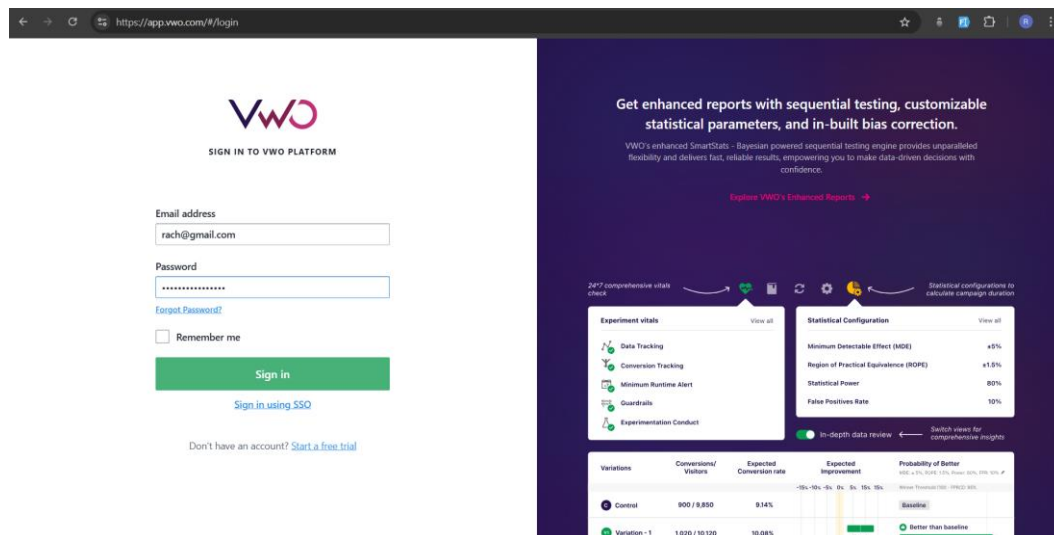 https://app.vwo.com/#/login
VWO
SIGN IN TO VWO PLATFORM
Email address
rach@gmail.com
Password
Forgot Password?
Remember me
Sign in
Sign in using SSO
Don't have an account? Start a free trial
Get enhanced reports with sequential testing, customizable
statistical parameters, and in-built bias correction.
VWO's enhanced SmartStats - Bayesian powered sequential testing engine provides unparalleled
flexibility and delivers fast, reliable results, empowering you to make data-driven decisions with
confidence.
Explore VWO's Enhanced Reports →
24*7 comprehensive vitals
check
Statistical configurations to
calculate campaign duration
Experiment vitals View all
Data Tracking
Conversion Tracking
Minimum Runtime Alert
Guardrails
Experimentation Conduct
Statistical Configuration View all
Minimum Detectable Effect (MDE) ±5%
Region of Practical Equivalence (ROPE) ±1.5%
Statistical Power 80%
False Positives Rate 10%
In-depth data review
Switch views for
comprehensive insights
Variations Conversions/ Visitors Expected Conversion rate Expected Improvement Probability of Better
-15% -10% -5% 0% 5% 15% 15%
C Control 900 / 9,850 9.14% Baseline
Variation - 1 1,020 / 10,120 10.08% Better than baseline